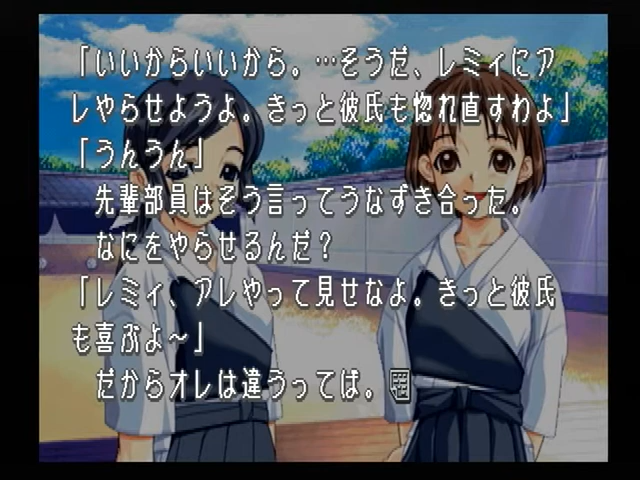 「いいからいいから。…そうだ、レミィにア
レやらせようよ。きっと彼氏も惚れ直すわよ」
「うんうん」
先輩部員はそう言ってうなずき合った。
なにをやらせるんだ？
「レミィ、アレやって見せなよ。きっと彼氏
も喜ぶよ～」
だからオレは違うってば。